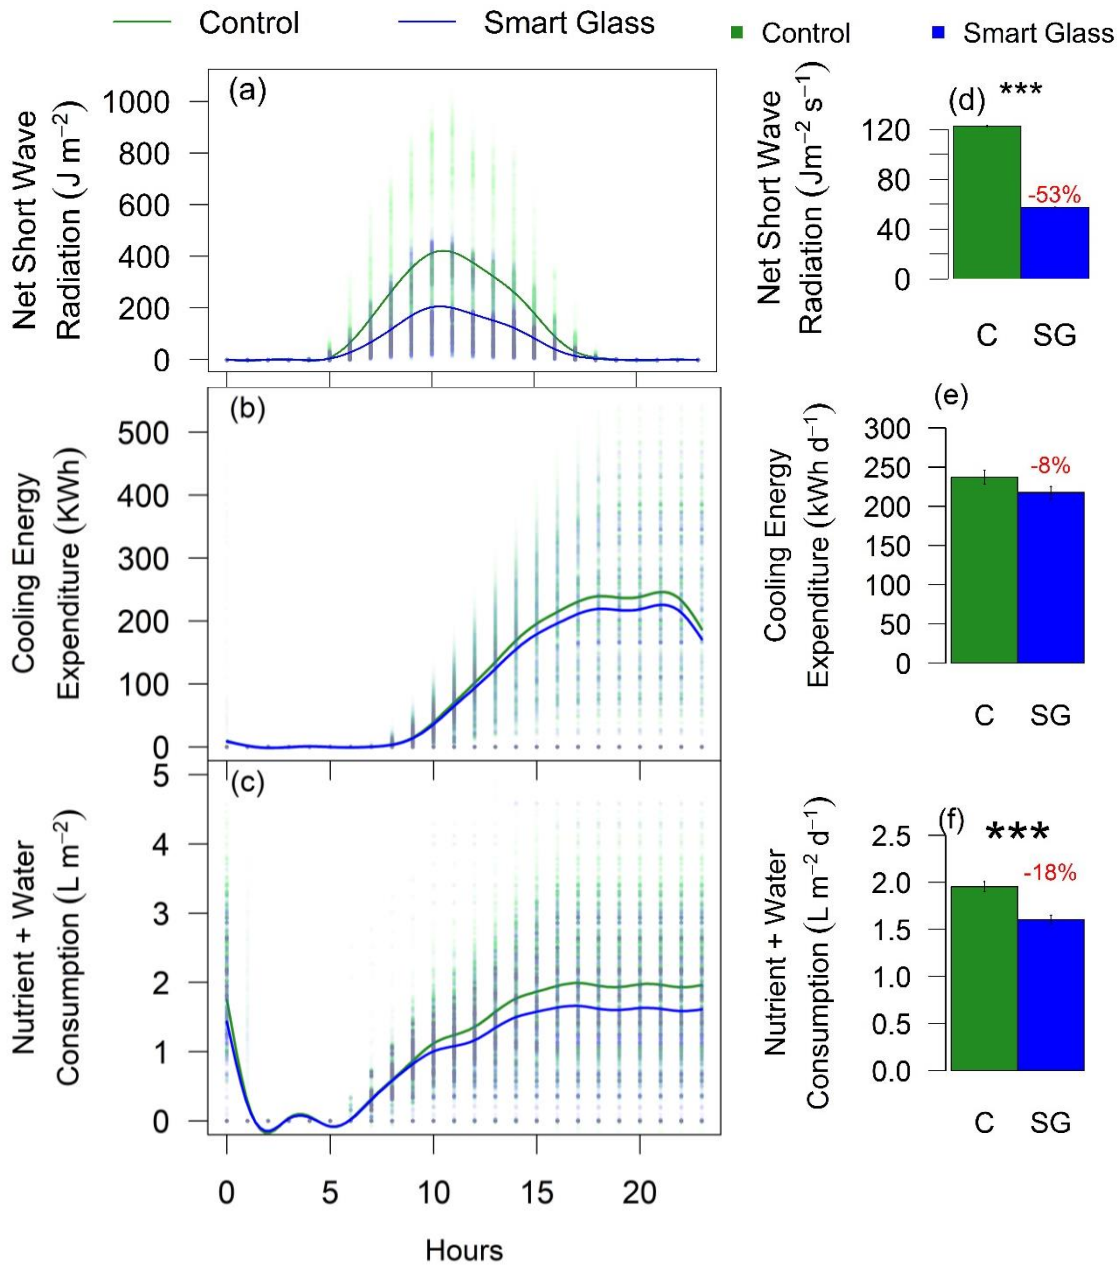 Control Smart Glass
Control Smart Glass
Net Short Wave
Radiation (J m⁻²)
(a)
1000
800
600
400
200
0
Net Short Wave
Radiation (Jm⁻² s⁻¹)
(d) ***
120
80
40
0
-53%
C SG
Cooling Energy
Expenditure (KWh)
(b)
500
400
300
200
100
0
Cooling Energy
Expenditure (kWh d⁻¹)
(e)
300
250
200
150
100
50
0
-8%
C SG
Nutrient + Water
Consumption (L m⁻²)
(c)
5
4
3
2
1
0
0 5 10 15 20
Hours
Nutrient + Water
Consumption (L m⁻² d⁻¹)
(f) ***
2.5
2.0
1.5
1.0
0.5
0.0
-18%
C SG